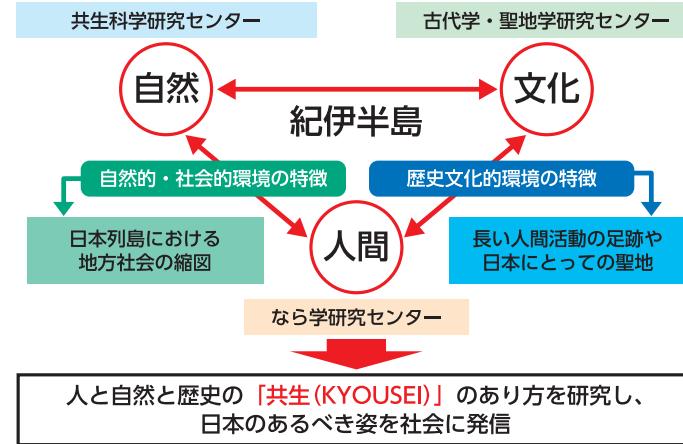 共生科学研究センター
古代学・聖地学研究センター
自然
文化
紀伊半島
自然的・社会的環境の特徴
歴史文化的環境の特徴
日本列島における
地方社会の縮図
人間
長い人間活動の足跡や
日本にとっての聖地
なら学研究センター
人と自然と歴史の「共生(KYOUSEI)」のあり方を研究し、
日本のあるべき姿を社会に発信